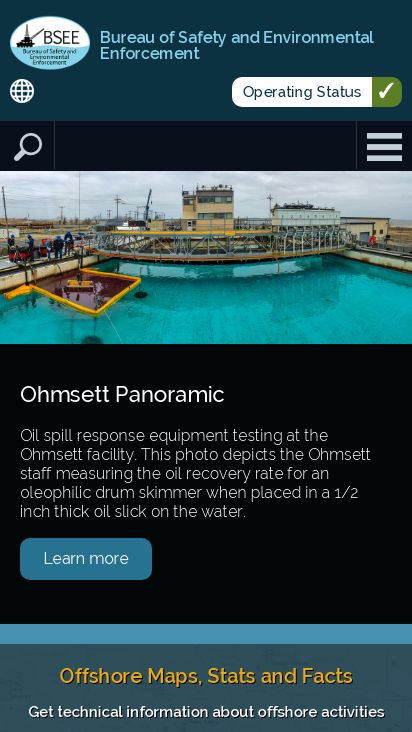 BSEE
Bureau of Safety and
Environmental
Enforcement
Bureau of Safety and Environmental
Enforcement
Operating Status
Ohmsett Panoramic
Oil spill response equipment testing at the
Ohmsett facility. This photo depicts the Ohmsett
staff measuring the oil recovery rate for an
oleophilic drum skimmer when placed in a 1/2
inch thick oil slick on the water.
Learn more
Offshore Maps, Stats and Facts
Get technical information about offshore activities